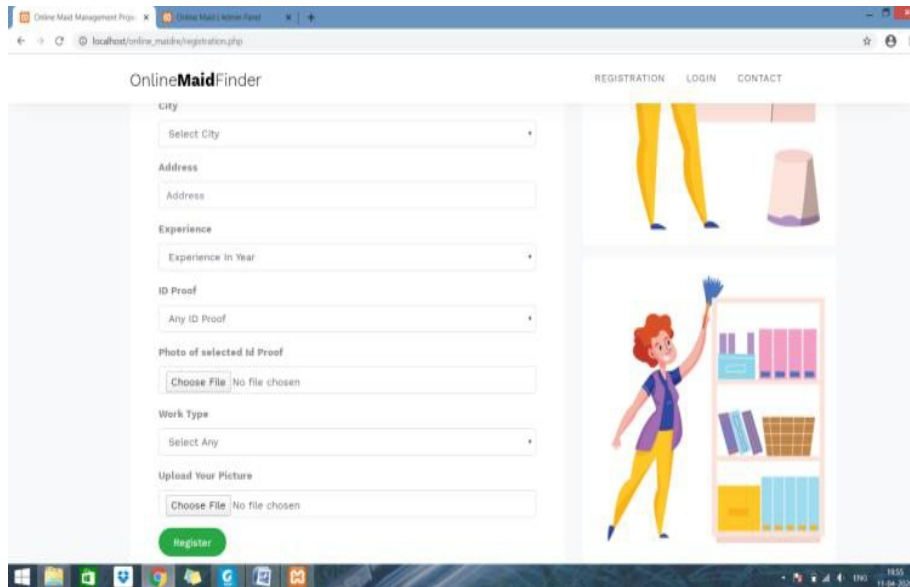 Online Maid Management Proje
Online Maid | Admin Panel
localhost/online_maidre/registration.php
OnlineMaidFinder
REGISTRATION LOGIN CONTACT
City
Select City
Address
Address
Experience
Experience In Year
ID Proof
Any ID Proof
Photo of selected Id Proof
Choose File No file chosen
Work Type
Select Any
Upload Your Picture
Choose File No file chosen
Register
ENG 18:55